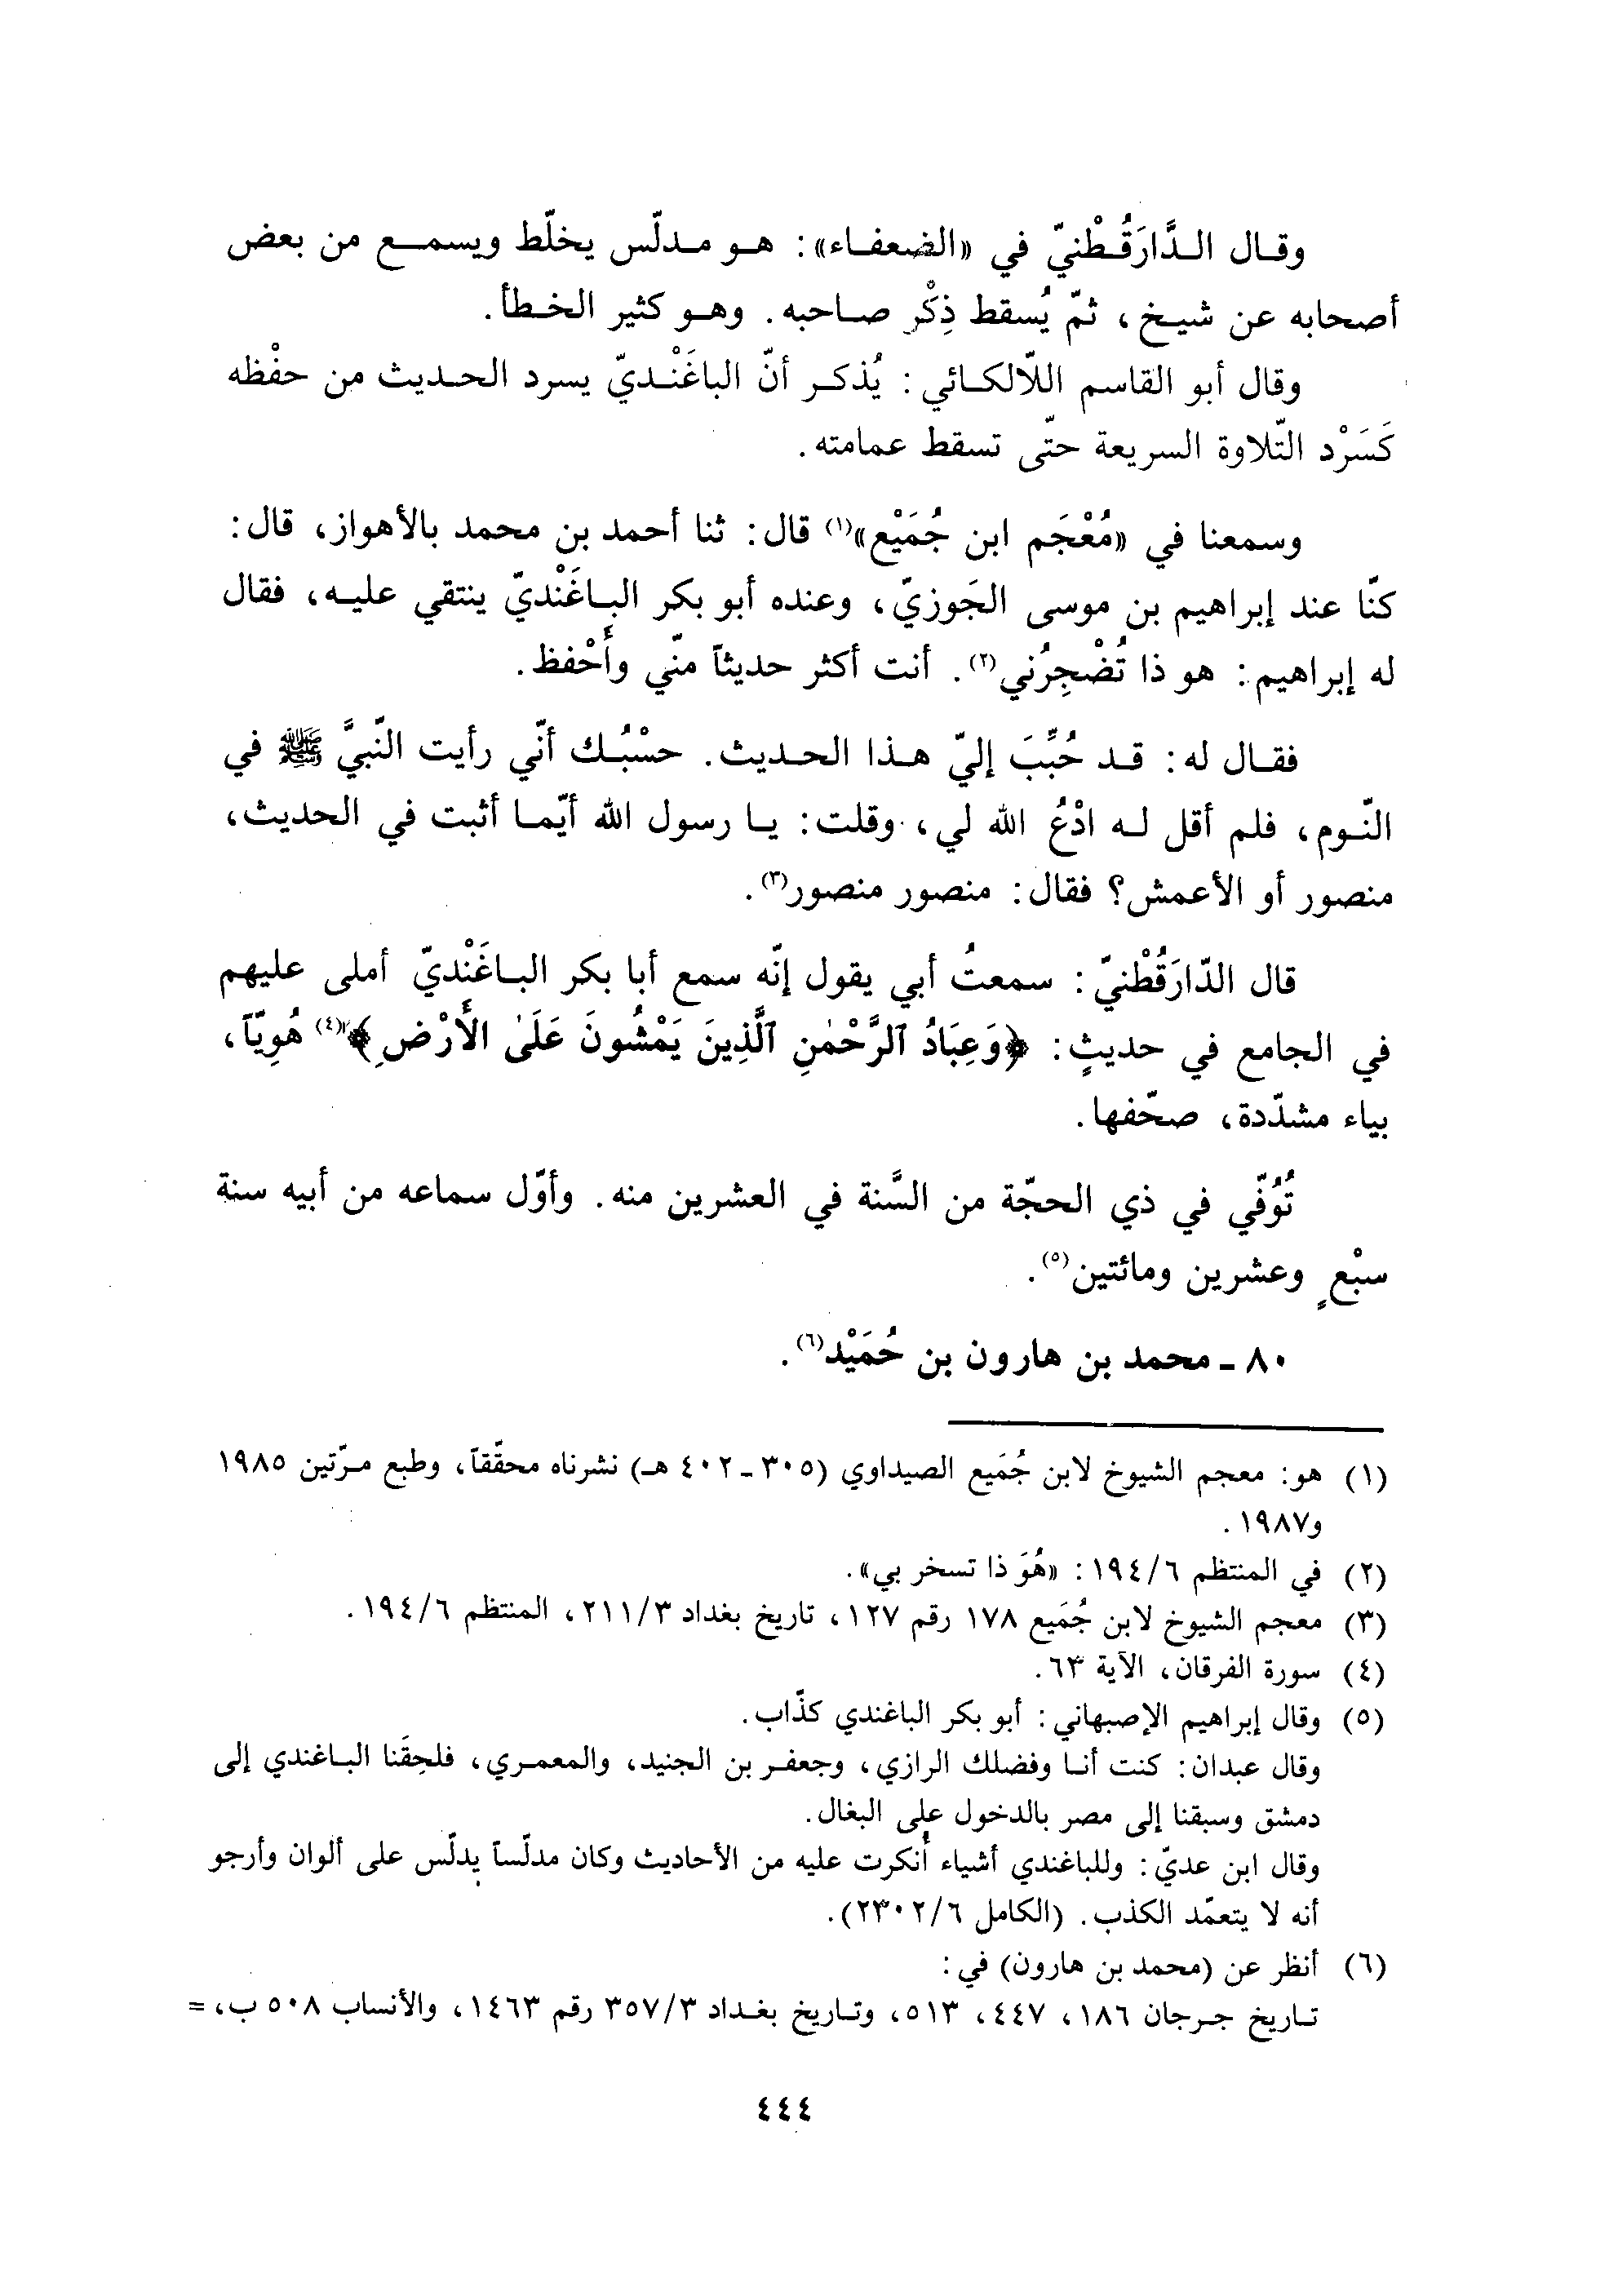 وقال الدَّارَقُطْنيّ في «الضعفاء»: هو مدلّس يخلّط ويسمع من بعض
أصحابه عن شيخ، ثمّ يُسقط ذِكْر صاحبه. وهو كثير الخطأ.
وقال أبو القاسم اللّالكائي: يُذكر أنّ الباغَنْديّ يسرد الحديث من حفْظه
كَسَرْد التّلاوة السريعة حتّى تسقط عمامته.
وسمعنا في «مُعْجَم ابن جُمَيْع»(١) قال: ثنا أحمد بن محمد بالأهواز، قال:
كنّا عند إبراهيم بن موسى الجَوزيّ، وعنده أبو بكر الباغَنْديّ ينتقي عليه، فقال
له إبراهيم: هو ذا تُضْجِرُني(٢). أنت أكثر حديثاً منّي وأَحْفظ.
فقال له: قد حُبِّبَ إليّ هذا الحديث. حسْبُك أنّي رأيت النّبيَّ ﷺ في
النّوم، فلم أقل له ادْعُ الله لي، وقلت: يا رسول الله أيّما أثبت في الحديث،
منصور أو الأعمش؟ فقال: منصور منصور(٣).
قال الدّارَقُطْنيّ: سمعتُ أبي يقول إنّه سمع أبا بكر الباغَنْديّ أملى عليهم
في الجامع في حديثٍ: ﴿وَعِبَادُ ٱلرَّحْمٰنِ ٱلَّذِينَ يَمْشُونَ عَلَىٰ الأَرْضِ﴾(٤) هُوِيّاً،
بياء مشدّدة، صحّفها.
تُوُفّي في ذي الحجّة من السَّنة في العشرين منه. وأوّل سماعه من أبيه سنة
سبْعٍ وعشرين ومائتين(٥).
٨٠ ـ محمد بن هارون بن حُمَيْد(٦).
(١) هو: معجم الشيوخ لابن جُمَيع الصيداوي (٣٠٥ ـ ٤٠٢ هـ) نشرناه محقّقاً، وطبع مرّتين ١٩٨٥
و١٩٨٧.
(٢) في المنتظم ٦/١٩٤: «هُوَ ذا تسخر بي».
(٣) معجم الشيوخ لابن جُمَيع ١٧٨ رقم ١٢٧، تاريخ بغداد ٣/٢١١، المنتظم ٦/١٩٤.
(٤) سورة الفرقان، الآية ٦٣.
(٥) وقال إبراهيم الإصبهاني: أبو بكر الباغندي كذّاب.
وقال عبدان: كنت أنا وفضلك الرازي، وجعفر بن الجنيد، والمعمري، فلحِقَنا الباغندي إلى
دمشق وسبقنا إلى مصر بالدخول على البغال.
وقال ابن عديّ: وللباغندي أشياء أُنكرت عليه من الأحاديث وكان مدلّساً يدلّس على ألوان وأرجو
أنه لا يتعمّد الكذب. (الكامل ٦/٢٣٠٢).
(٦) أنظر عن (محمد بن هارون) في:
تاريخ جرجان ١٨٦، ٤٤٧، ٥١٣، وتاريخ بغداد ٣/٣٥٧ رقم ١٤٦٣، والأنساب ٥٠٨ ب، =
٤٤٤